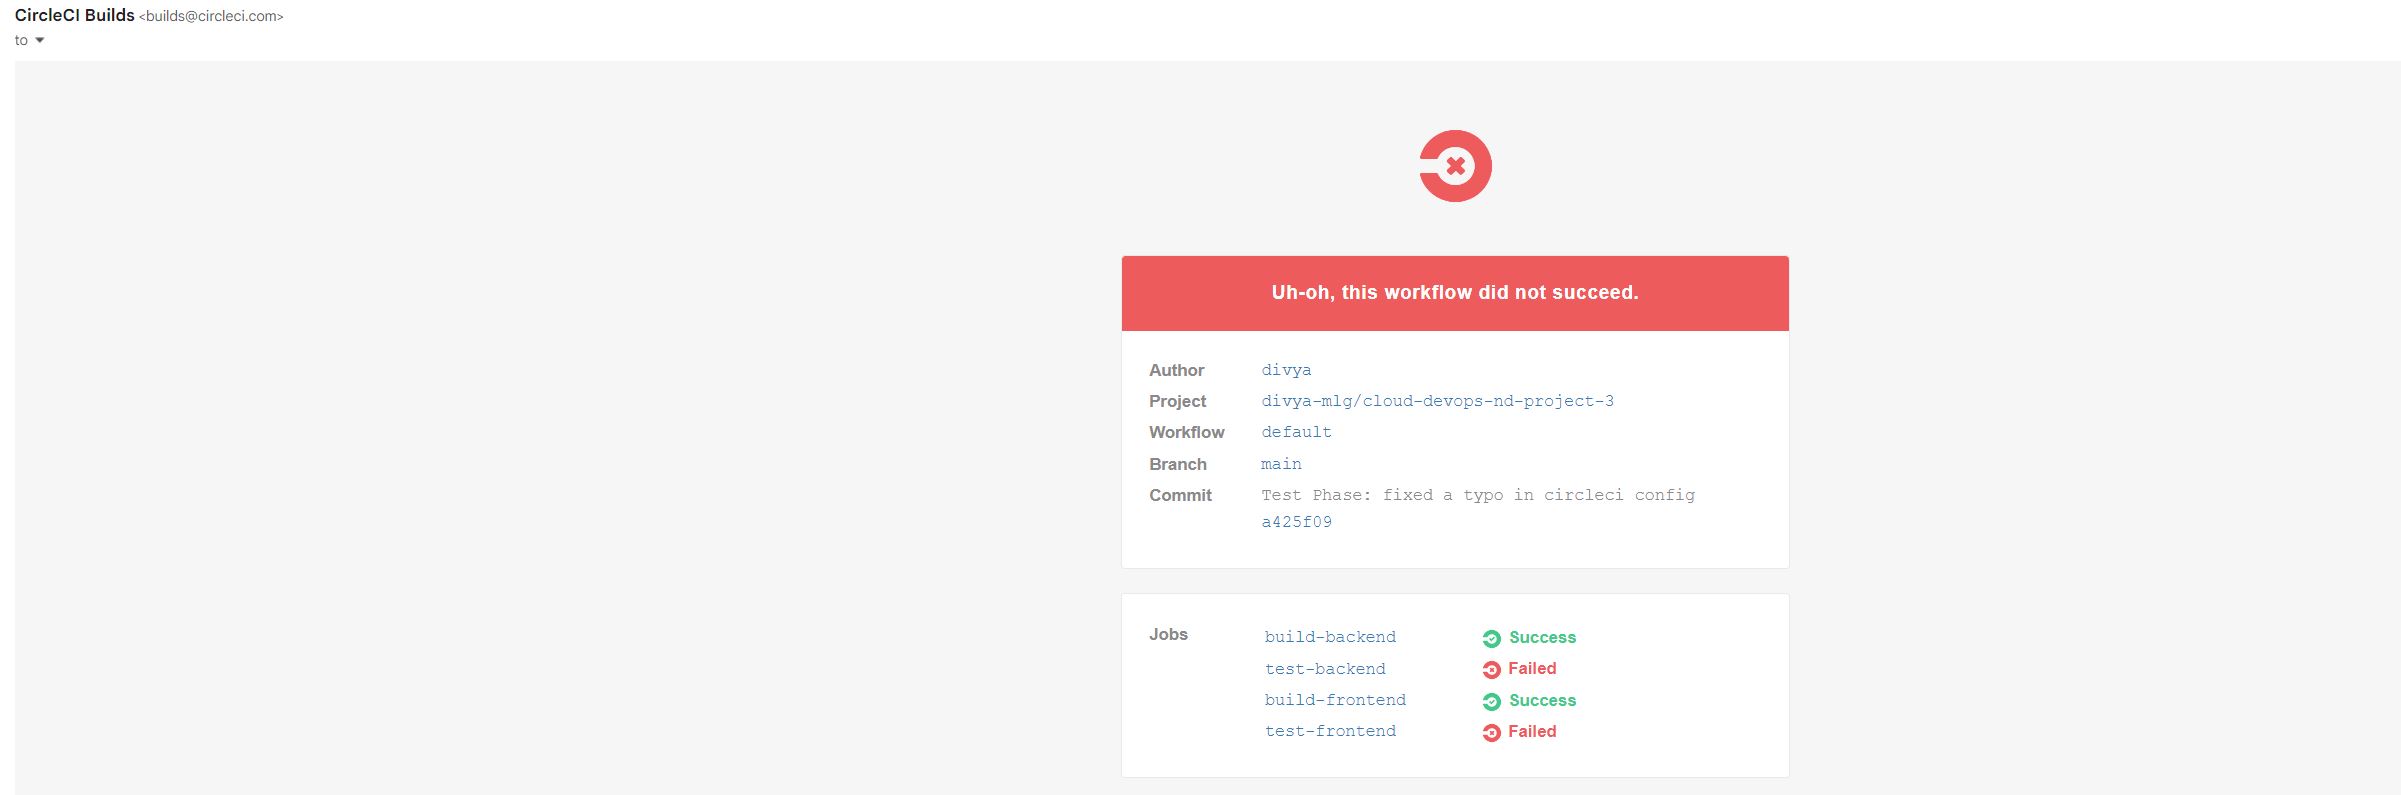 CircleCI Builds <builds@circleci.com>
to
Uh-oh, this workflow did not succeed.
Author divya
Project divya-mlg/cloud-devops-nd-project-3
Workflow default
Branch main
Commit Test Phase: fixed a typo in circleci config
a425f09
Jobs build-backend Success
test-backend Failed
build-frontend Success
test-frontend Failed